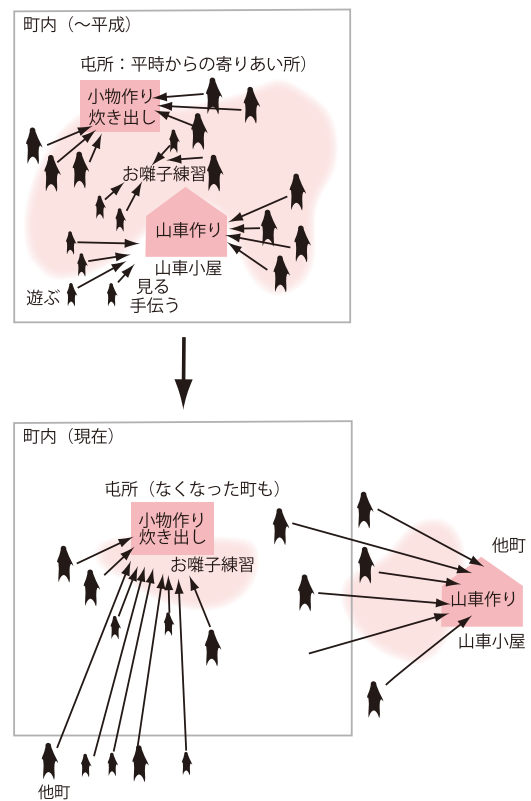 町内（〜平成）
屯所：平時からの寄りあい所）
小物作り
炊き出し
お囃子練習
山車作り
山車小屋
見る
手伝う
遊ぶ
町内（現在）
屯所（なくなった町も）
小物作り
炊き出し
お囃子練習
他町
山車作り
山車小屋
他町